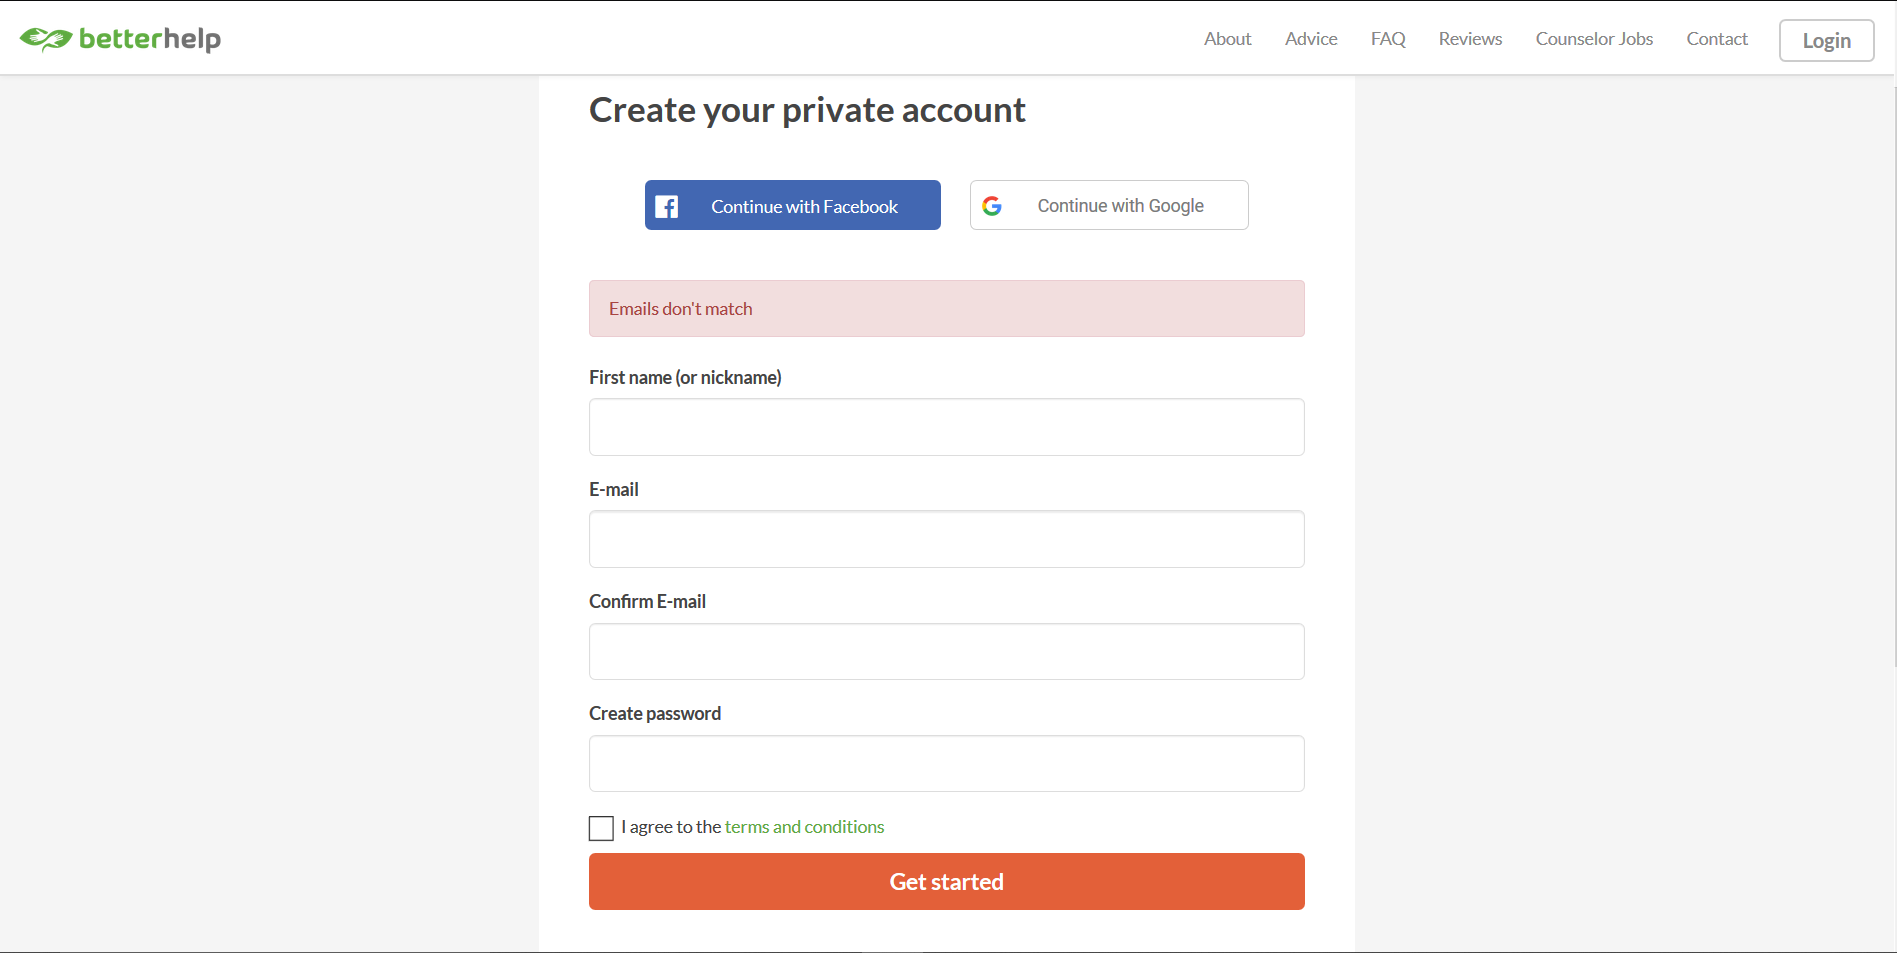 betterhelp
About Advice FAQ Reviews Counselor Jobs Contact Login
Create your private account
Continue with Facebook Continue with Google
Emails don't match
First name (or nickname)
E-mail
Confirm E-mail
Create password
I agree to the terms and conditions
Get started